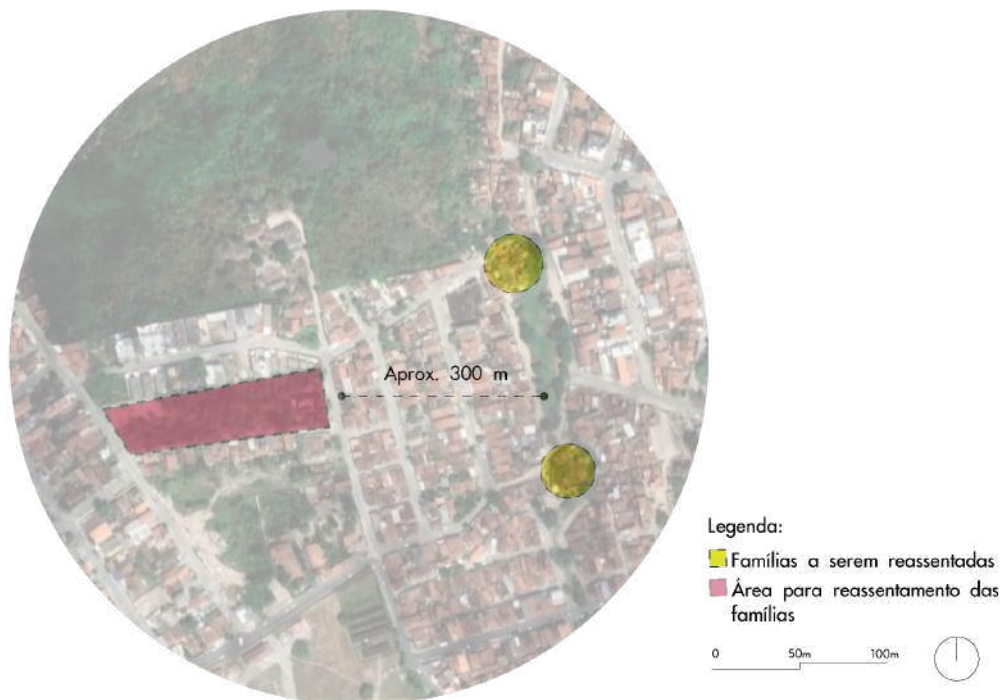 Aprox. 300 m
Legenda:
Famílias a serem reassentadas
Área para reassentamento das
famílias
0 50m 100m